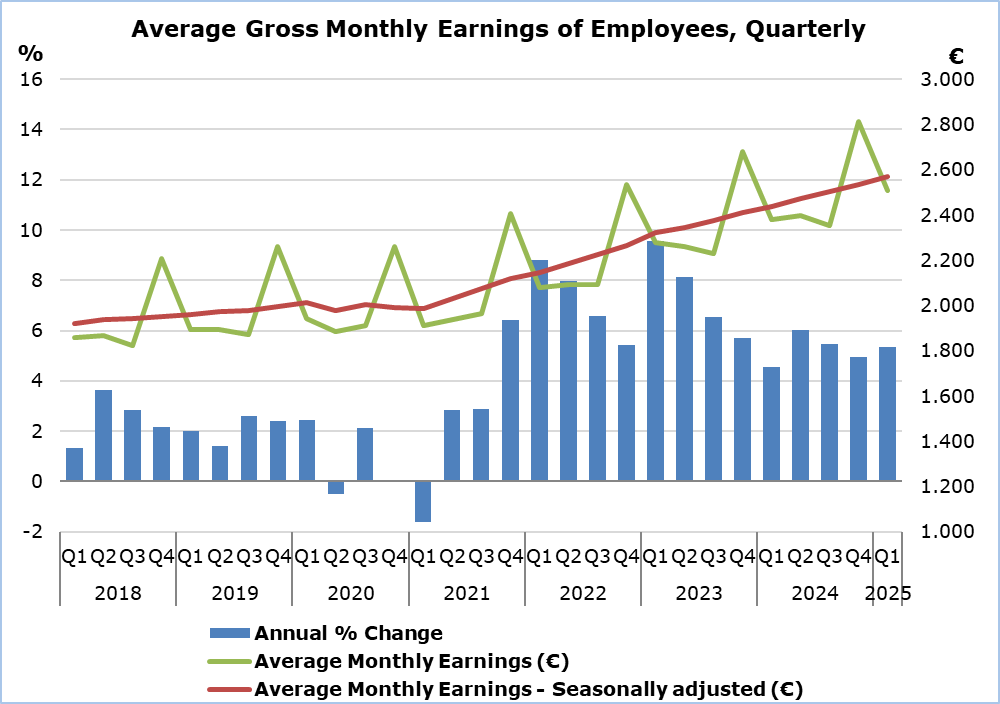 Average Gross Monthly Earnings of Employees, Quarterly
% €
16 3.000
14 2.800
12 2.600
10 2.400
8 2.200
6 2.000
4 1.800
2 1.600
0 1.400
-2 1.200
1.000
Q1 Q2 Q3 Q4 Q1 Q2 Q3 Q4 Q1 Q2 Q3 Q4 Q1 Q2 Q3 Q4 Q1 Q2 Q3 Q4 Q1 Q2 Q3 Q4 Q1 Q2 Q3 Q4 Q1
2018 2019 2020 2021 2022 2023 2024 2025
Annual % Change
Average Monthly Earnings (€)
Average Monthly Earnings - Seasonally adjusted (€)